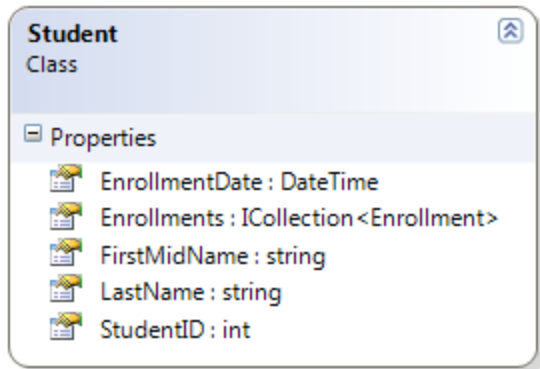 Student
Class
Properties
EnrollmentDate : DateTime
Enrollments : ICollection<Enrollment>
FirstMidName : string
LastName : string
StudentID : int